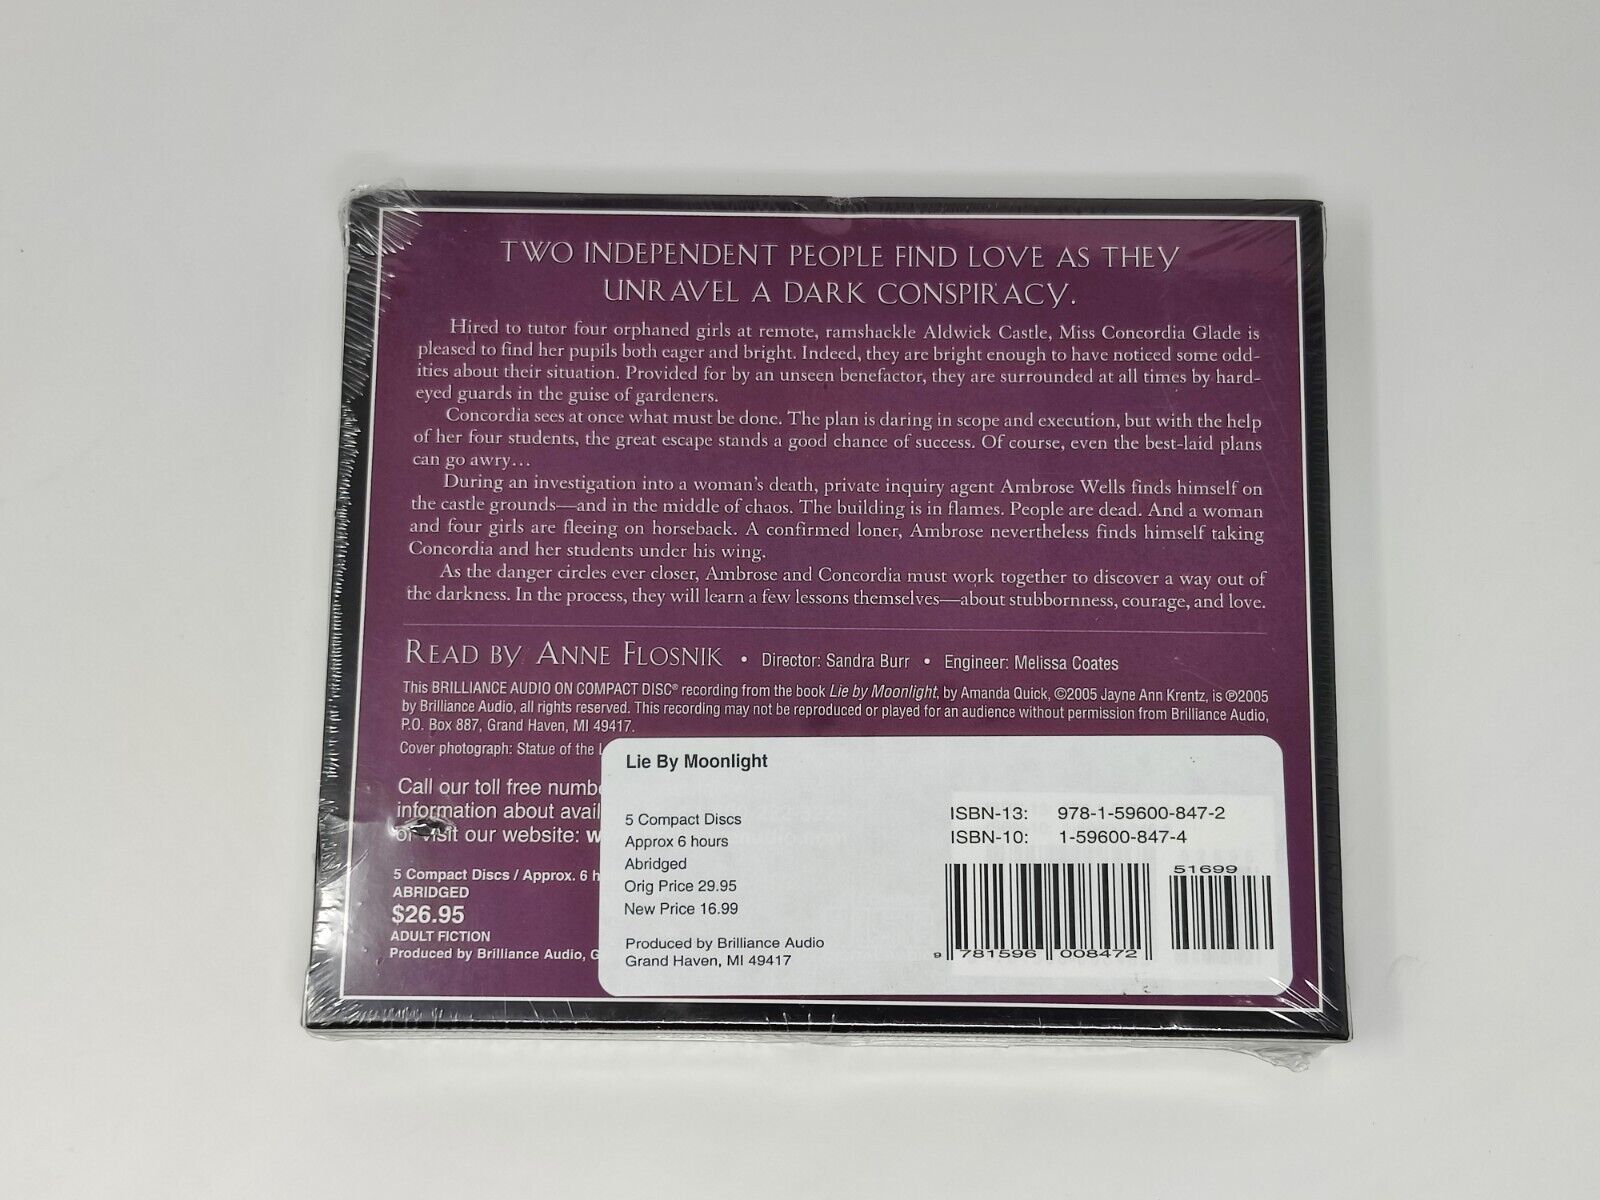 TWO INDEPENDENT PEOPLE FIND LOVE AS THEY
UNRAVEL A DARK CONSPIRACY.
Hired to tutor four orphaned girls at remote, ramshackle Aldwick Castle, Miss Concordia Glade is
pleased to find her pupils both eager and bright. Indeed, they are bright enough to have noticed some odd-
ities about their situation. Provided for by an unseen benefactor, they are surrounded at all times by hard-
eyed guards in the guise of gardeners.
Concordia sees at once what must be done. The plan is daring in scope and execution, but with the help
of her four students, the great escape stands a good chance of success. Of course, even the best-laid plans
can go awry…
During an investigation into a woman's death, private inquiry agent Ambrose Wells finds himself on
the castle grounds—and in the middle of chaos. The building is in flames. People are dead. And a woman
and four girls are fleeing on horseback. A confirmed loner, Ambrose nevertheless finds himself taking
Concordia and her students under his wing.
As the danger circles ever closer, Ambrose and Concordia must work together to discover a way out of
the darkness. In the process, they will learn a few lessons themselves—about stubbornness, courage, and love.
READ BY ANNE FLOSNIK • Director: Sandra Burr • Engineer: Melissa Coates
This BRILLIANCE AUDIO ON COMPACT DISC® recording from the book Lie by Moonlight, by Amanda Quick, ©2005 Jayne Ann Krentz, is ℗2005
by Brilliance Audio, all rights reserved. This recording may not be reproduced or played for an audience without permission from Brilliance Audio,
P.O. Box 887, Grand Haven, MI 49417.
Cover photograph: Statue of the
Call our toll free
information about
or visit our website:
5 Compact Discs / Approx. 6
ABRIDGED
$26.95
ADULT FICTION
Produced by Brilliance Audio,
Lie By Moonlight
5 Compact Discs
Approx 6 hours
Abridged
Orig Price 29.95
New Price 16.99
Produced by Brilliance Audio
Grand Haven, MI 49417
ISBN-13: 978-1-59600-847-2
ISBN-10: 1-59600-847-4
51699
9 781596 008472